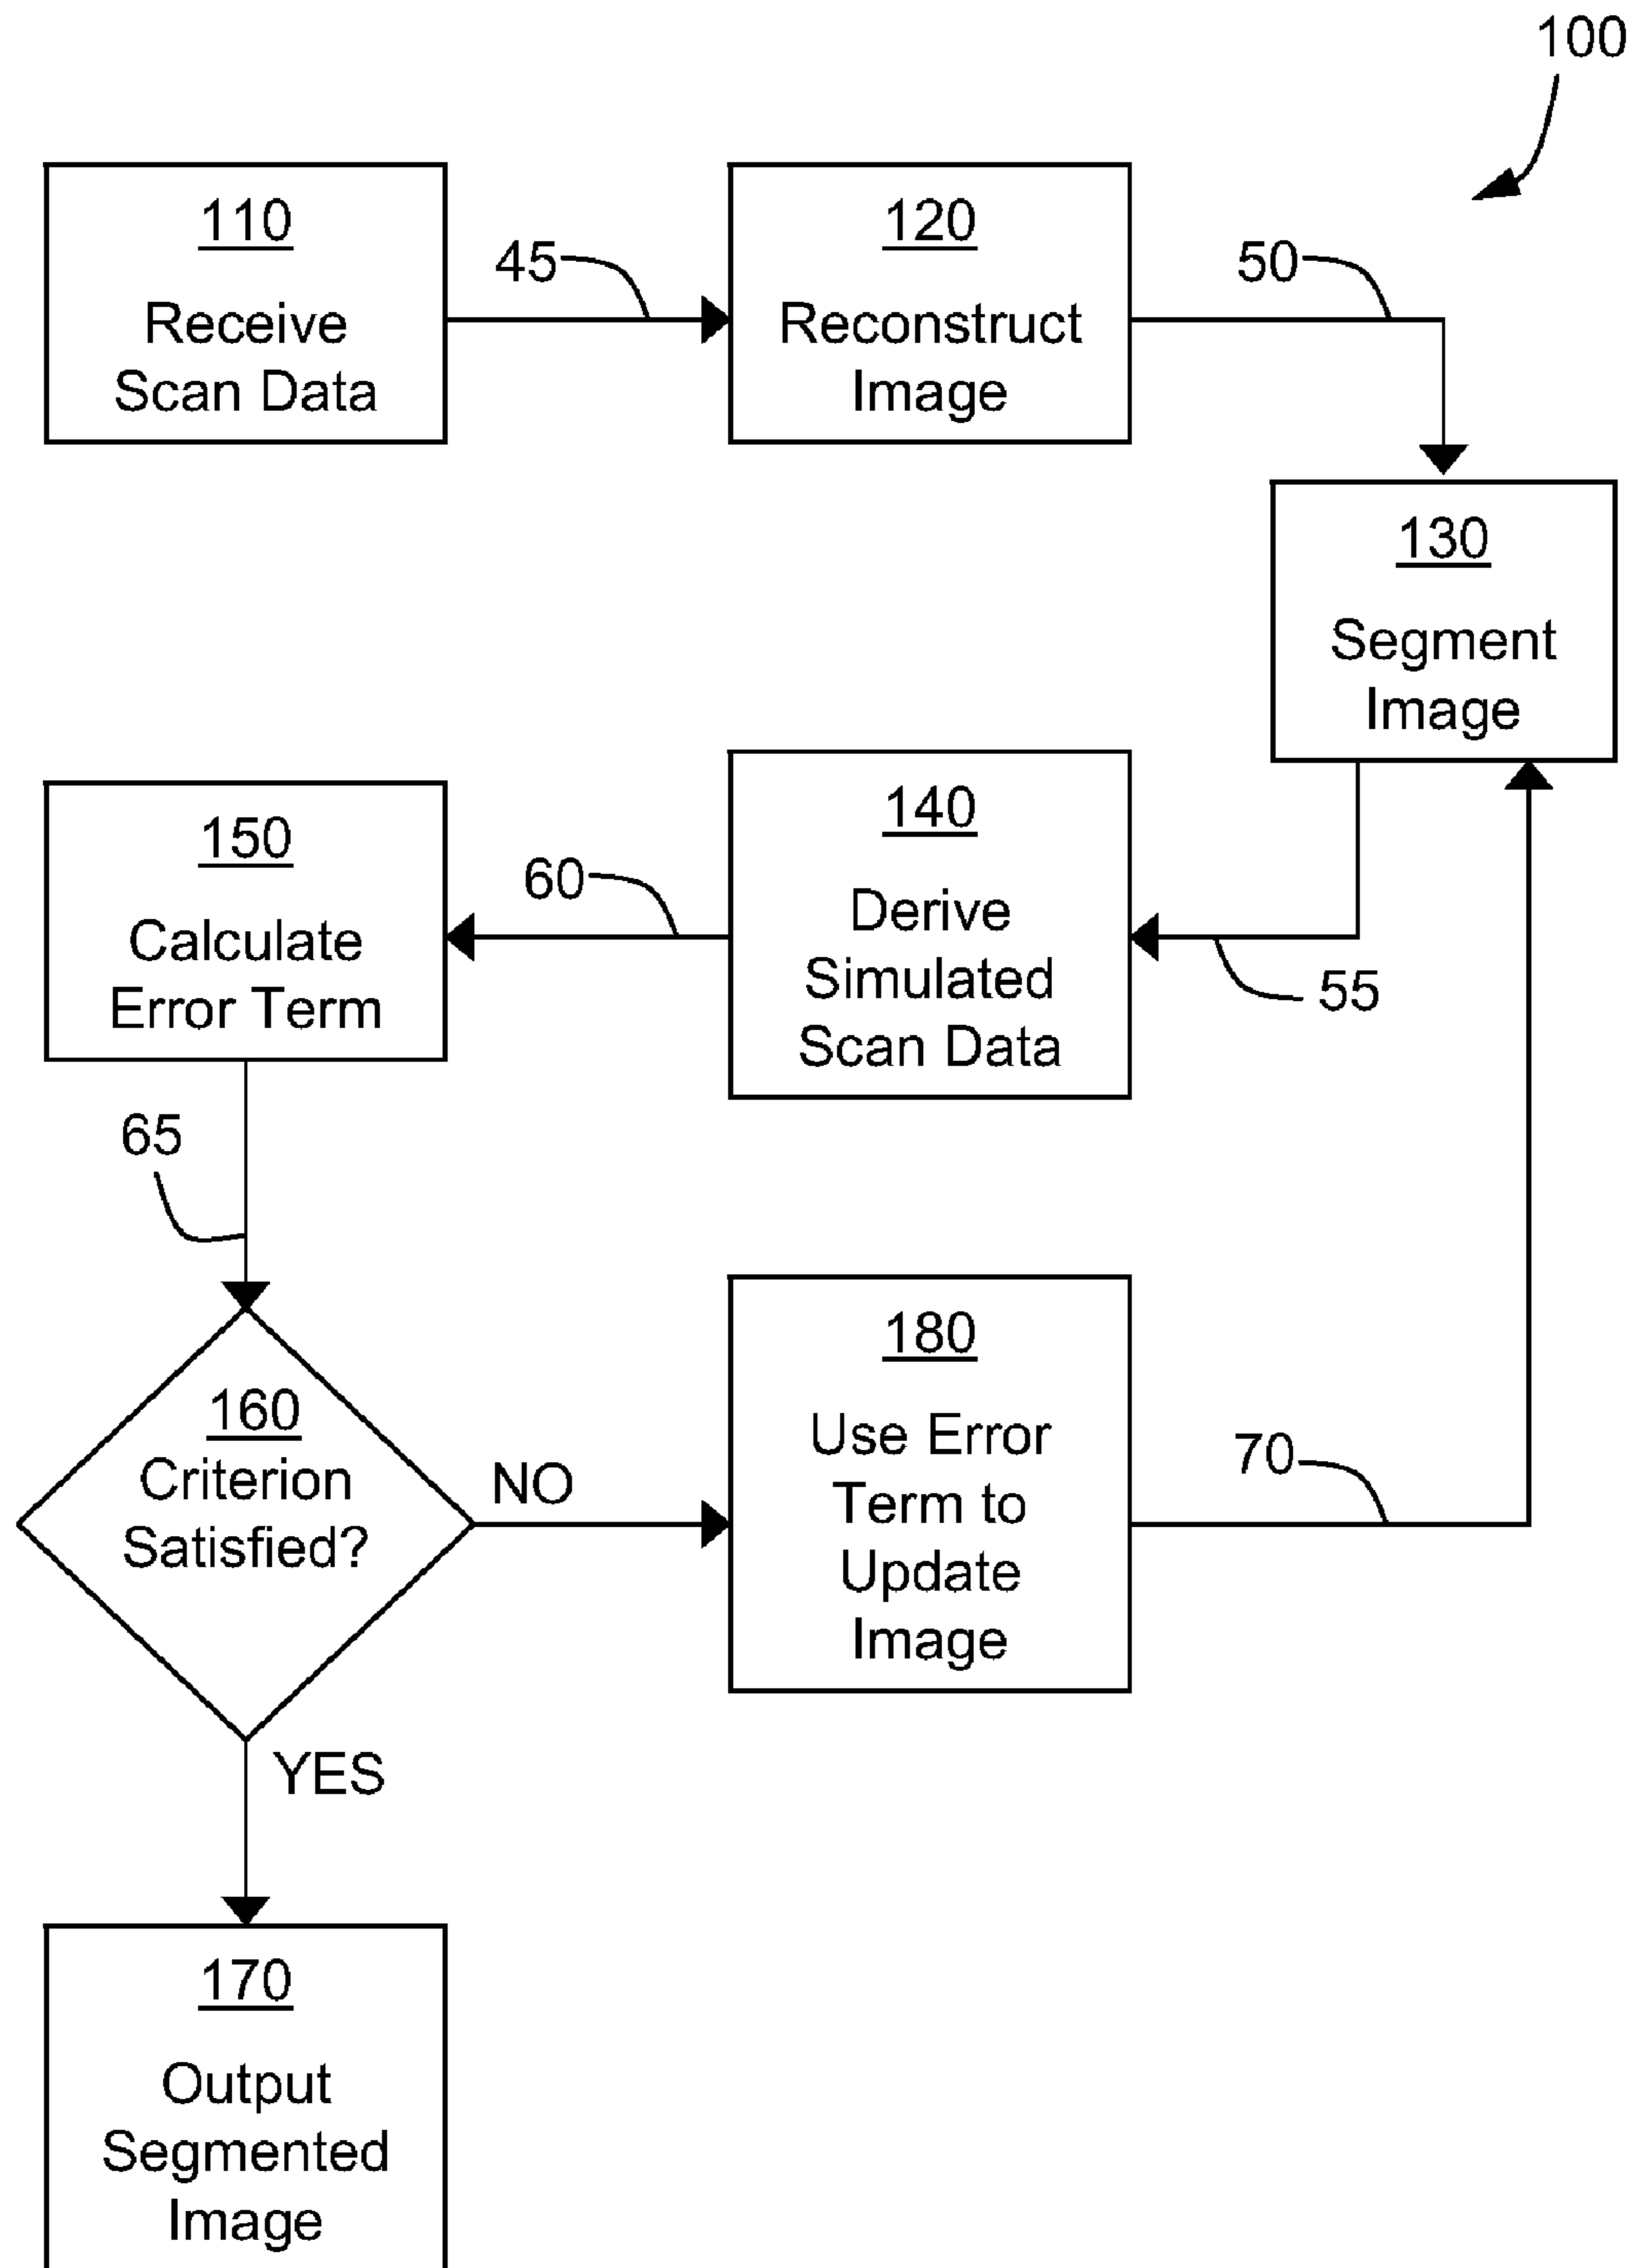 100
110
Receive
Scan Data
45
120
Reconstruct
Image
50
130
Segment
Image
55
140
Derive
Simulated
Scan Data
60
150
Calculate
Error Term
65
160
Criterion
Satisfied?
NO
180
Use Error
Term to
Update
Image
70
YES
170
Output
Segmented
Image